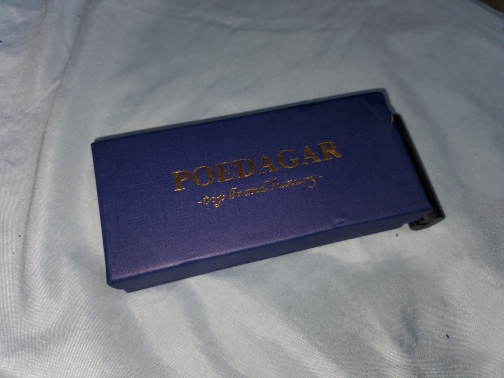 POEDAGAR
-top brand luxury-